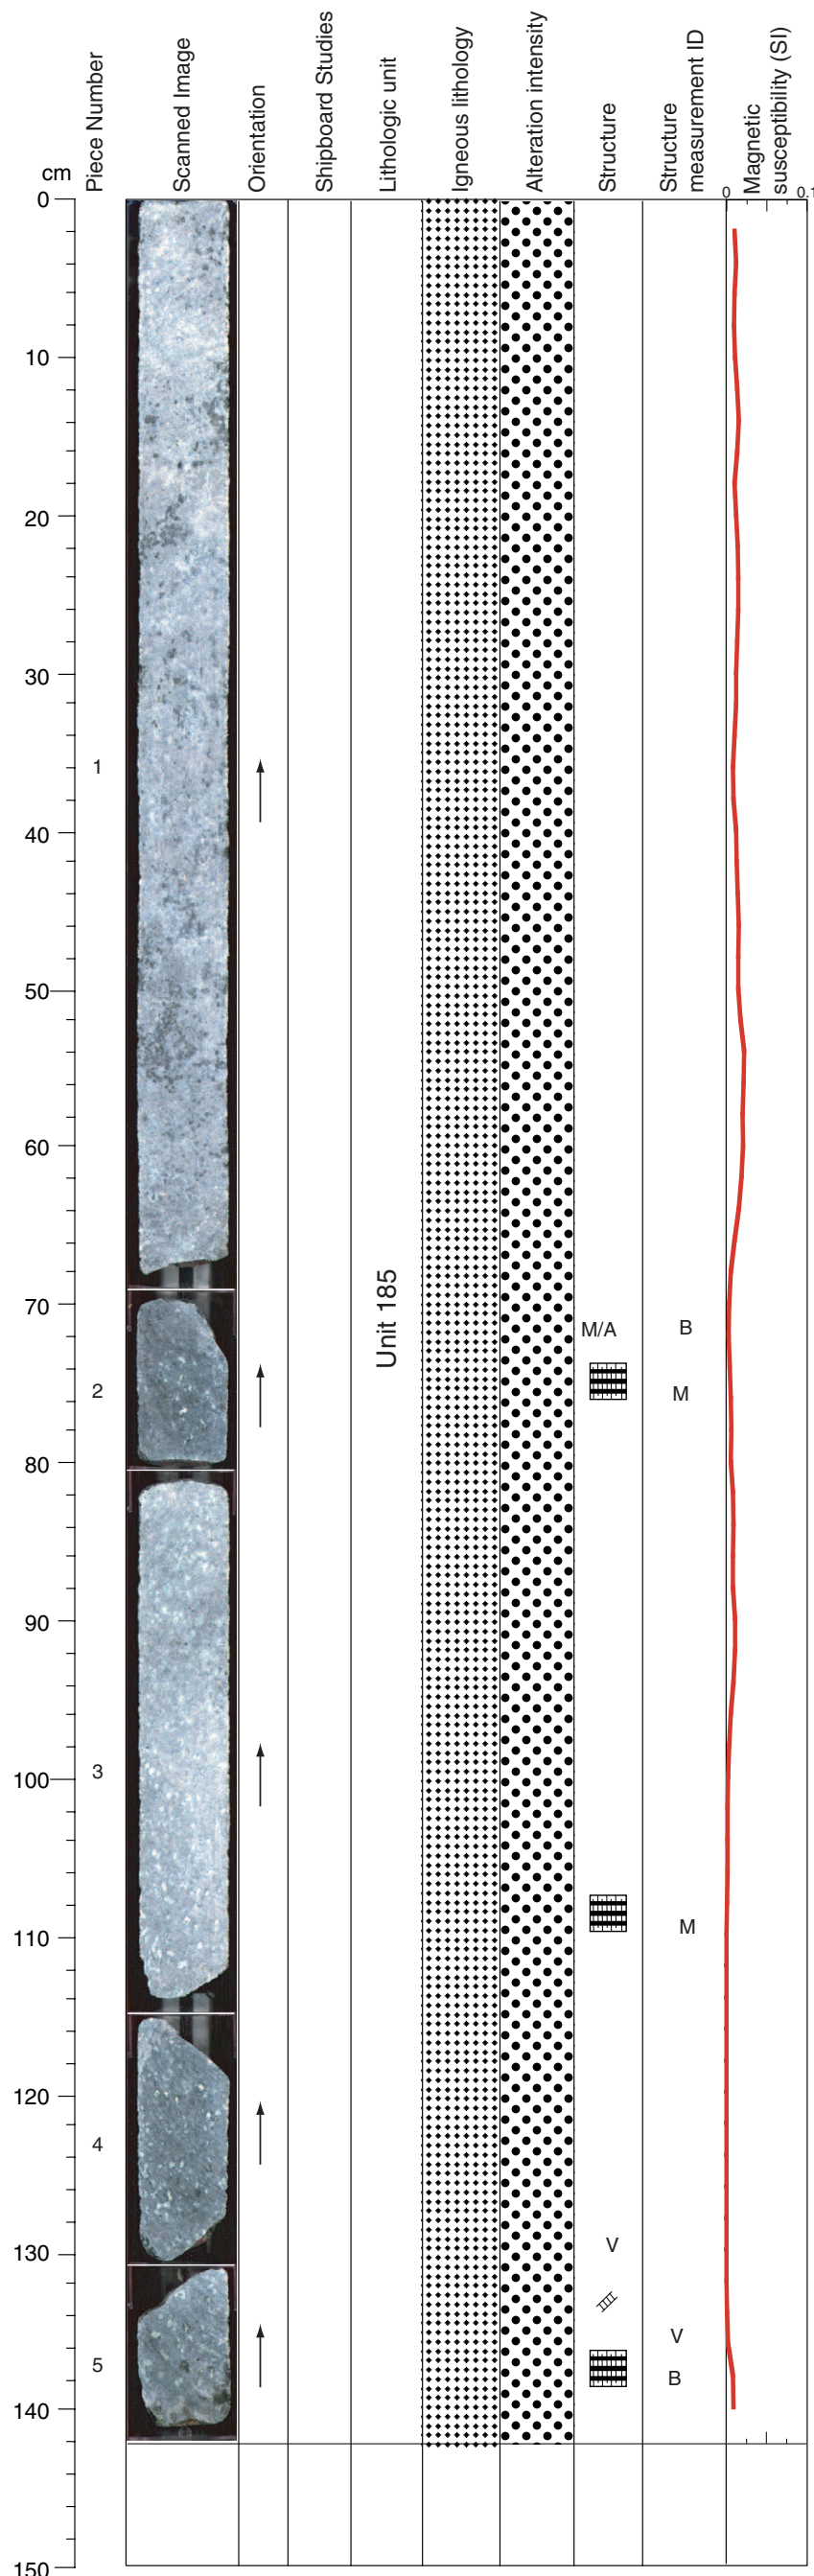 cm
Piece Number
Scanned Image
Orientation
Shipboard Studies
Lithologic unit
Igneous lithology
Alteration intensity
Structure
Structure
measurement ID
Magnetic
susceptibility (SI)
0 0.1
0
10
20
30
1
40
50
60
Unit 185
70
M/A B
2 M
80
90
100 3
M
110
120
4
130 V
V
5 B
140
150